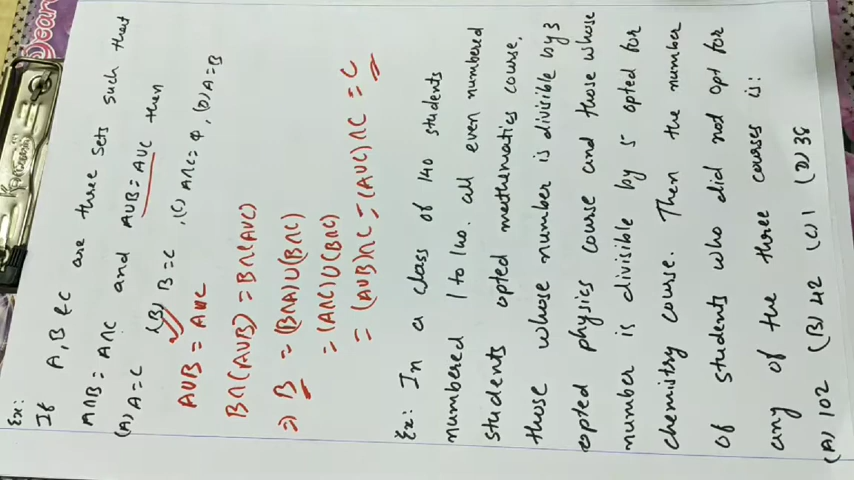 Ex:
If A, B & C are three sets such that
A∩B = A∩C and A∪B = A∪C then
(A) A=C (B) B=C , (C) A∩C=ϕ , (D) A=B
A∪B = A∪C
B∩(A∪B) = B∩(A∪C)
⇒ B = (B∩A)∪(B∩C)
= (A∩C)∪(B∩C)
= (A∪B)∩C = (A∪C)∩C = C
Ex: In a class of 140 students
numbered 1 to 140. all even numbered
students opted mathematics course,
those whose number is divisible by 3
opted physics course and those whose
number is divisible by 5 opted for
chemistry course. Then the number
of students who did not opt for
any of the three courses is:
(A) 102 (B) 42 (C) 1 (D) 38